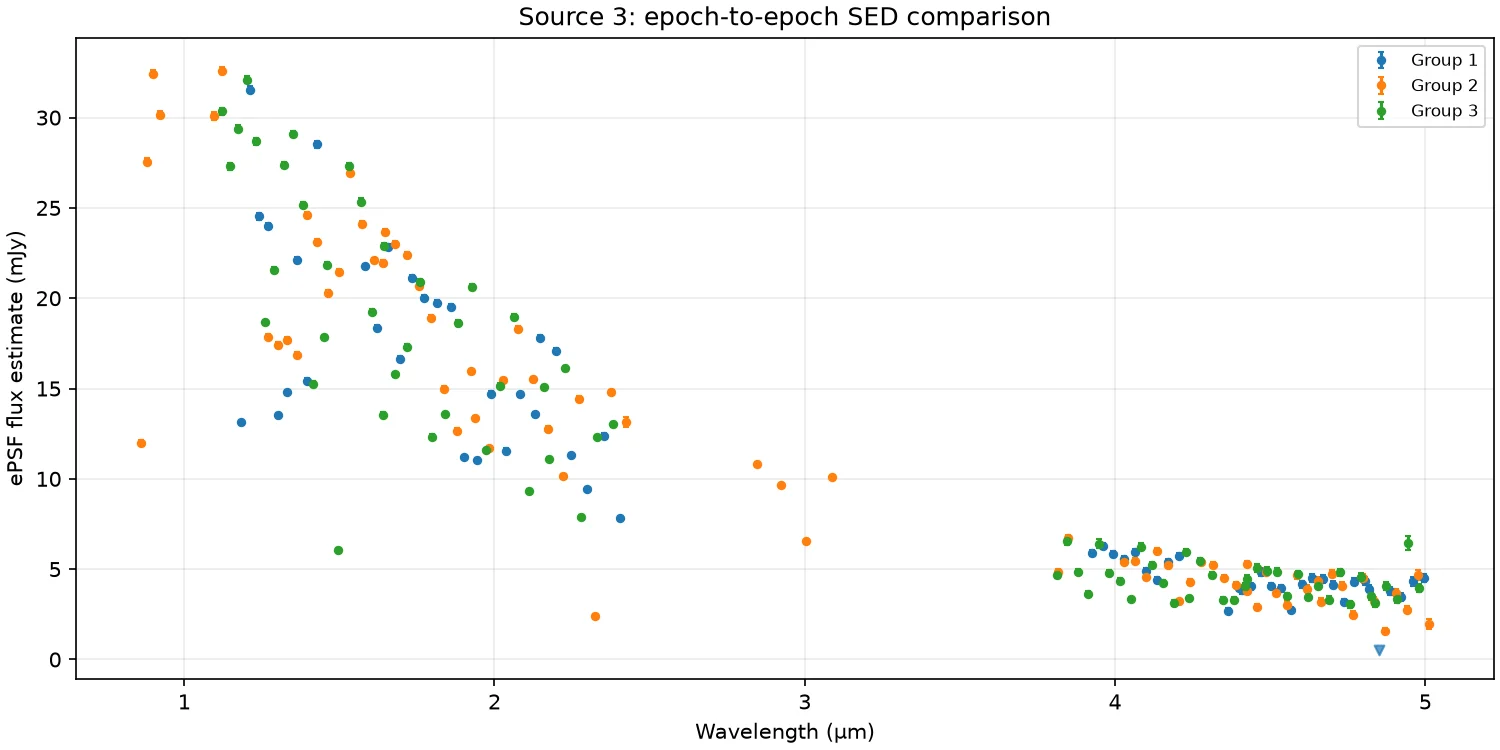 Source 3: epoch-to-epoch SED comparison
ePSF flux estimate (mJy)
30
25
20
15
10
5
0
Group 1
Group 2
Group 3
1 2 3 4 5
Wavelength (µm)